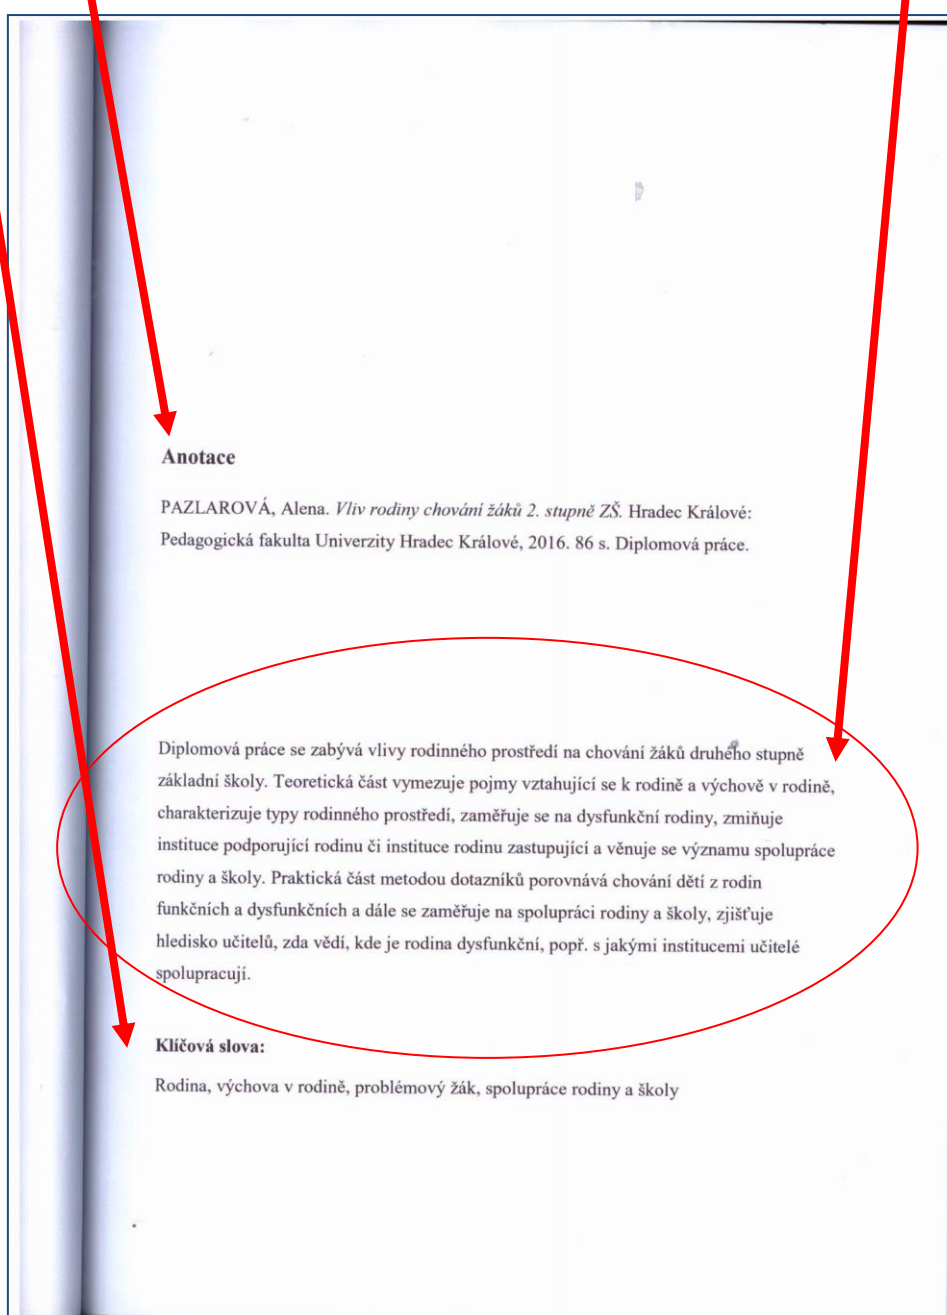 Anotace
PAZLAROVÁ, Alena. Vliv rodiny chování žáků 2. stupně ZŠ. Hradec Králové:
Pedagogická fakulta Univerzity Hradec Králové, 2016. 86 s. Diplomová práce.
Diplomová práce se zabývá vlivy rodinného prostředí na chování žáků druhého stupně
základní školy. Teoretická část vymezuje pojmy vztahující se k rodině a výchově v rodině,
charakterizuje typy rodinného prostředí, zaměřuje se na dysfunkční rodiny, zmiňuje
instituce podporující rodinu či instituce rodinu zastupující a věnuje se významu spolupráce
rodiny a školy. Praktická část metodou dotazníků porovnává chování dětí z rodin
funkčních a dysfunkčních a dále se zaměřuje na spolupráci rodiny a školy, zjišťuje
hledisko učitelů, zda vědí, kde je rodina dysfunkční, popř. s jakými institucemi učitelé
spolupracují.
Klíčová slova:
Rodina, výchova v rodině, problémový žák, spolupráce rodiny a školy